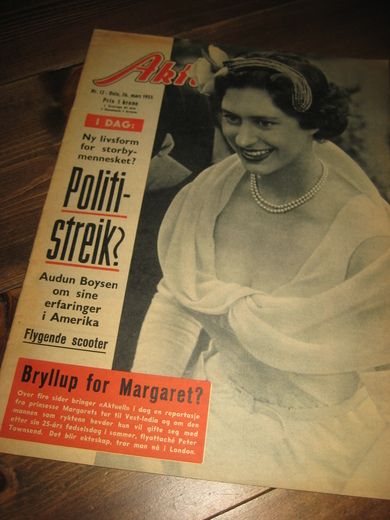 Akt
Nr. 12 - Oslo, 26. mars 1955
Pris 1 krone
I DAG:
Ny livsform
for storby-
mennesket?
Politi-
streik?
Audun Boysen
om sine
erfaringer
i Amerika
Flygende scooter
Bryllup for Margaret?
Over fire sider bringer «Aktuell» i dag en reportasje
fra prinsesse Margarets tur til Vest-India og om den
mannen som ryktene hevder hun vil gifte seg med
etter sin 25-års fødselsdag i sommer, flyattaché Peter
Townsend. Det blir ekteskap, tror man nå i London.